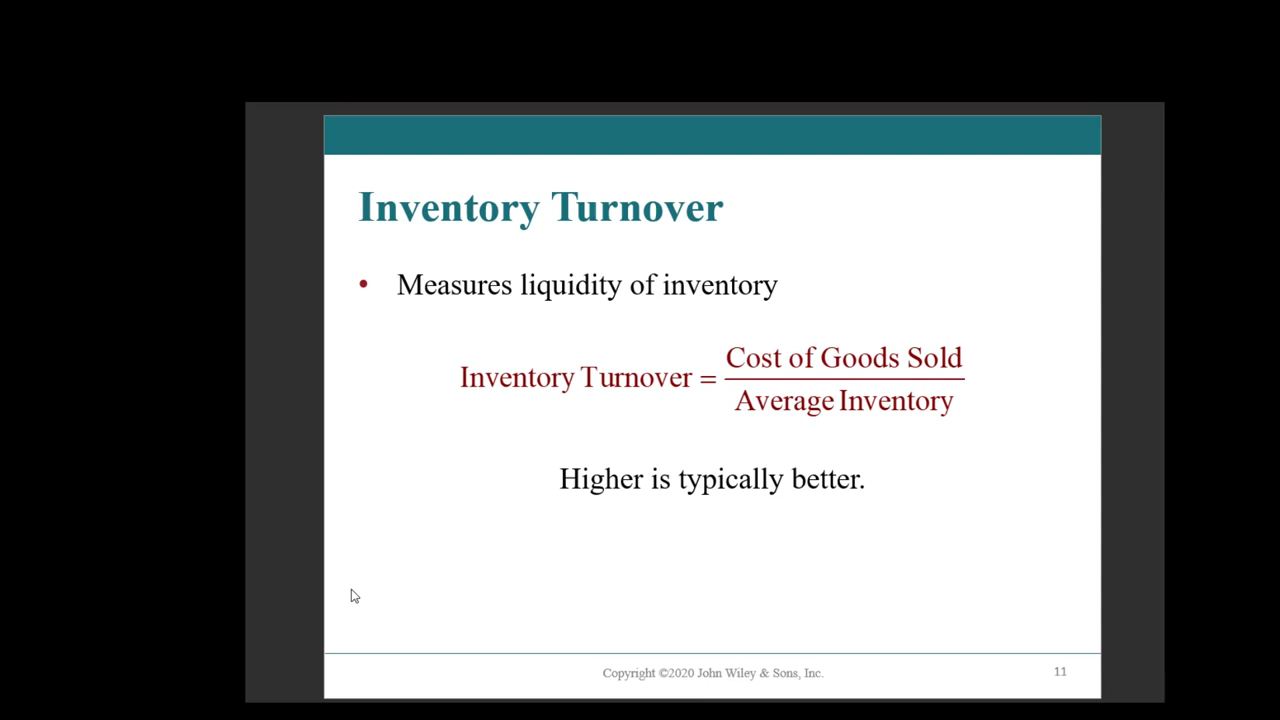 Inventory Turnover
• Measures liquidity of inventory
Inventory Turnover = Cost of Goods Sold / Average Inventory
Higher is typically better.
Copyright ©2020 John Wiley & Sons, Inc.
11